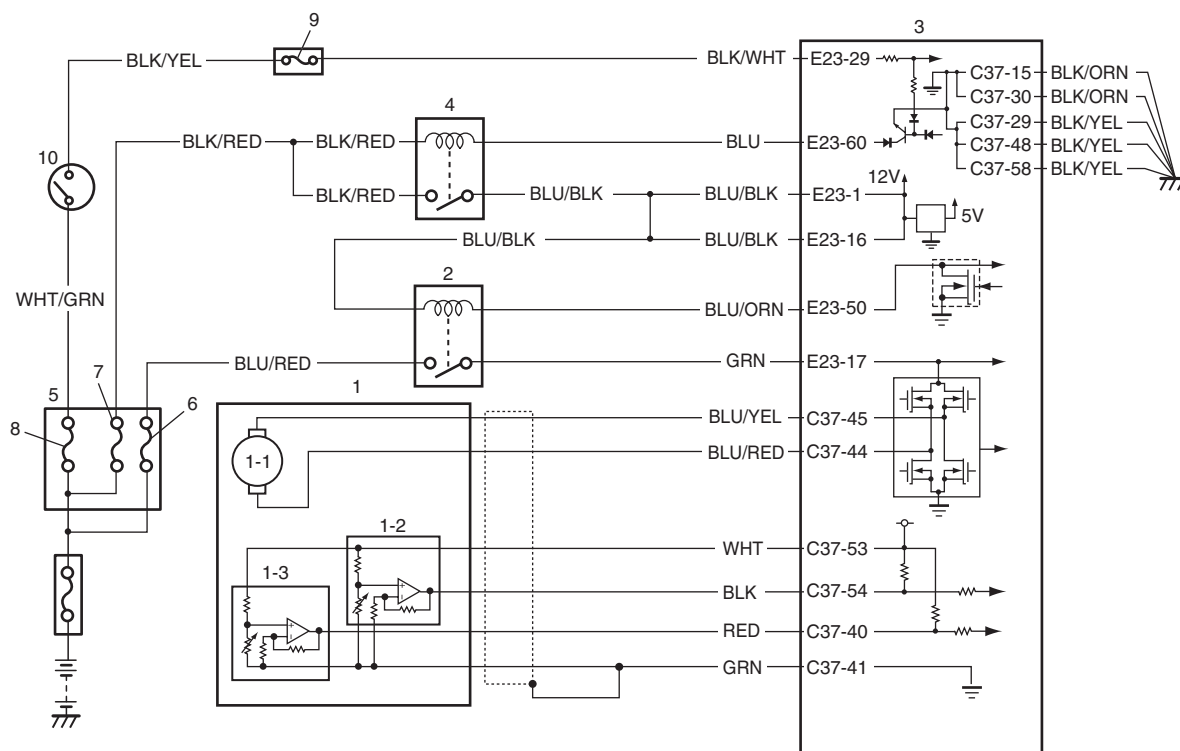 9
3
BLK/YEL
BLK/WHT
E23-29
C37-15
BLK/ORN
C37-30
BLK/ORN
4
C37-29
BLK/YEL
BLK/RED
BLK/RED
BLU
E23-60
C37-48
BLK/YEL
10
C37-58
BLK/YEL
12V
BLK/RED
BLU/BLK
BLU/BLK
E23-1
5V
BLU/BLK
BLU/BLK
E23-16
2
WHT/GRN
BLU/ORN
E23-50
BLU/RED
GRN
E23-17
7
1
5
6
8
BLU/YEL
C37-45
1-1
BLU/RED
C37-44
1-2
WHT
C37-53
1-3
+
−
BLK
C37-54
+
−
RED
C37-40
GRN
C37-41